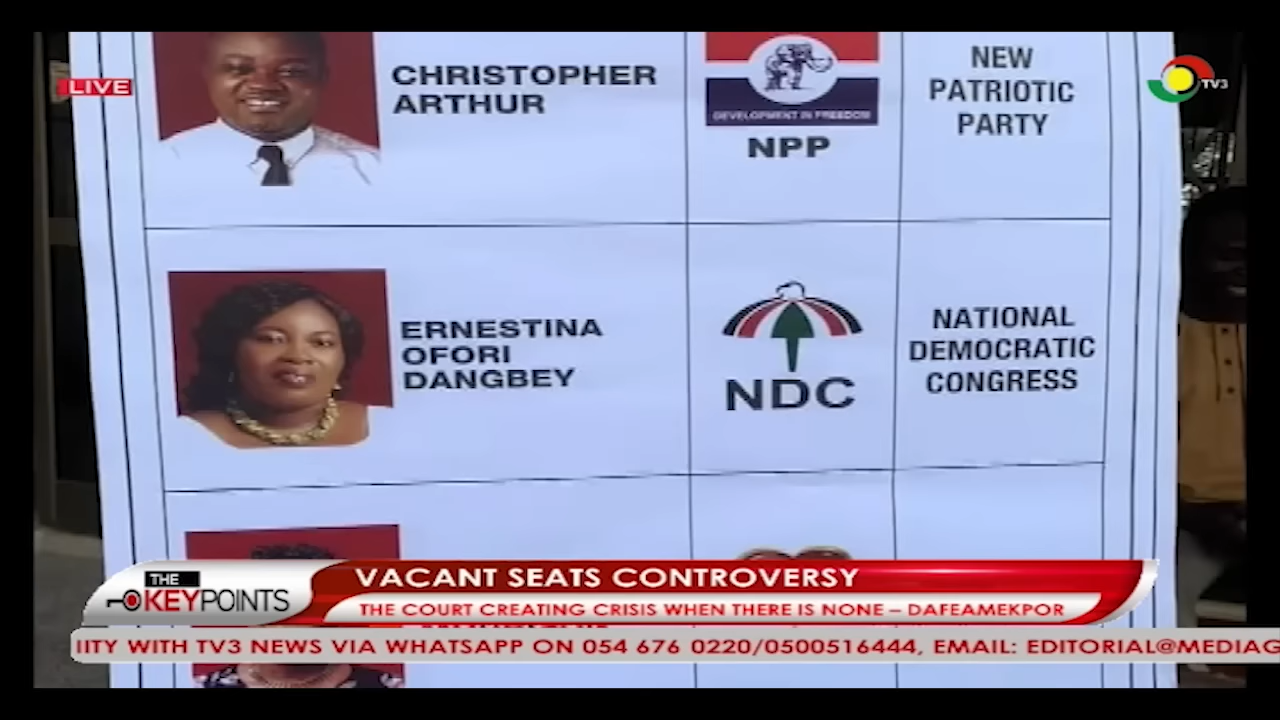 LIVE
CHRISTOPHER
ARTHUR
DEVELOPMENT IN FREEDOM
NPP
NEW
PATRIOTIC
PARTY
TV3
ERNESTINA
OFORI
DANGBEY
NDC
NATIONAL
DEMOCRATIC
CONGRESS
THE
KEYPOINTS
VACANT SEATS CONTROVERSY
THE COURT CREATING CRISIS WHEN THERE IS NONE – DAFEAMEKPOR
IITY WITH TV3 NEWS VIA WHATSAPP ON 054 676 0220/0500516444, EMAIL: EDITORIAL@MEDIAG